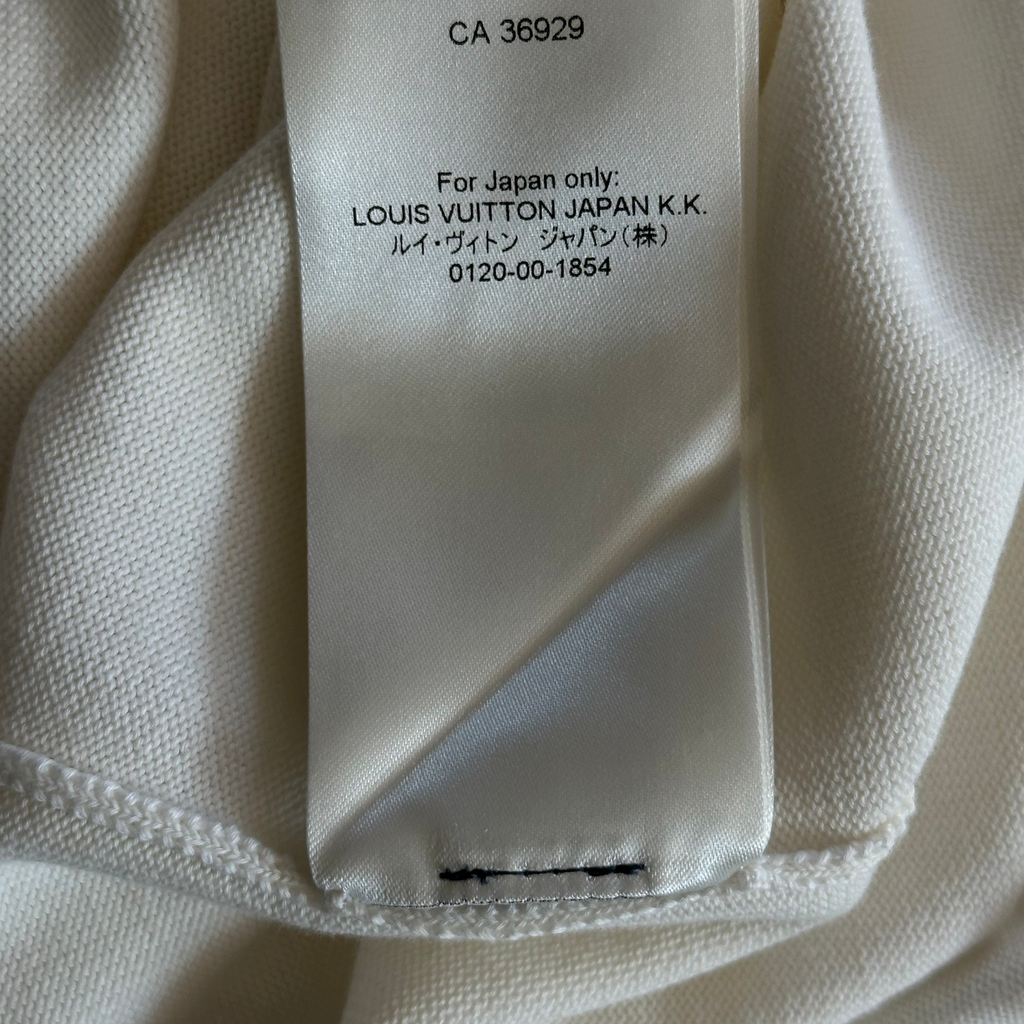 CA 36929
For Japan only:
LOUIS VUITTON JAPAN K.K.
ルイ・ヴィトン　ジャパン(株)
0120-00-1854